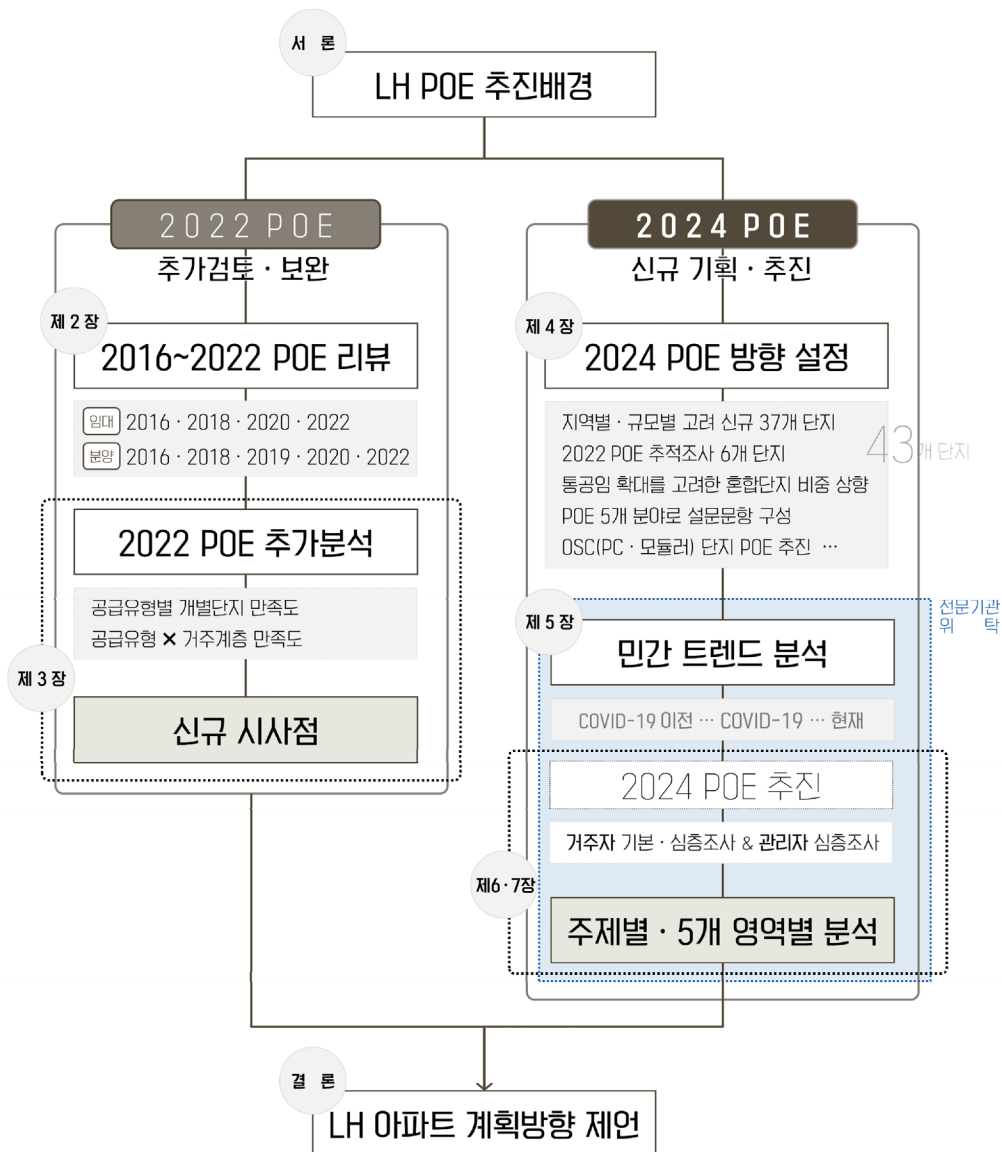 서 론
LH POE 추진배경
2022 POE
추가검토 · 보완
제 2 장
2016~2022 POE 리뷰
임대 2016 · 2018 · 2020 · 2022
분양 2016 · 2018 · 2019 · 2020 · 2022
2022 POE 추가분석
공급유형별 개별단지 만족도
공급유형 ✕ 거주계층 만족도
제 3 장
신규 시사점
2024 POE
신규 기획 · 추진
제 4 장
2024 POE 방향 설정
지역별 · 규모별 고려 신규 37개 단지
2022 POE 추적조사 6개 단지
43개 단지
통공임 확대를 고려한 혼합단지 비중 상향
POE 5개 분야로 설문문항 구성
OSC(PC · 모듈러) 단지 POE 추진 …
전문기관
위 탁
제 5 장
민간 트렌드 분석
COVID-19 이전 … COVID-19 … 현재
2024 POE 추진
거주자 기본 · 심층조사 & 관리자 심층조사
제6 · 7장
주제별 · 5개 영역별 분석
결 론
LH 아파트 계획방향 제언